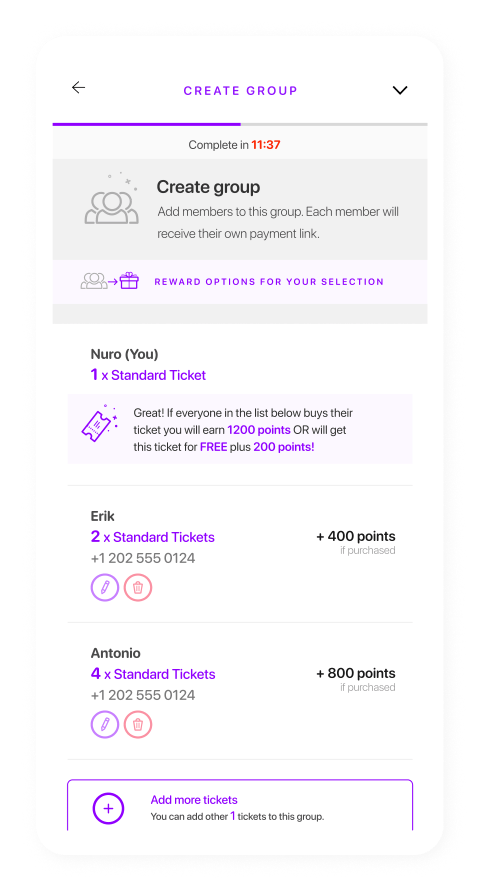 CREATE GROUP
Complete in 11:37
Create group
Add members to this group. Each member will
receive their own payment link.
REWARD OPTIONS FOR YOUR SELECTION
Nuro (You)
1 x Standard Ticket
Great! If everyone in the list below buys their
ticket you will earn 1200 points OR will get
this ticket for FREE plus 200 points!
Erik
2 x Standard Tickets
+ 400 points
if purchased
+1 202 555 0124
Antonio
4 x Standard Tickets
+ 800 points
if purchased
+1 202 555 0124
Add more tickets
You can add other 1 tickets to this group.